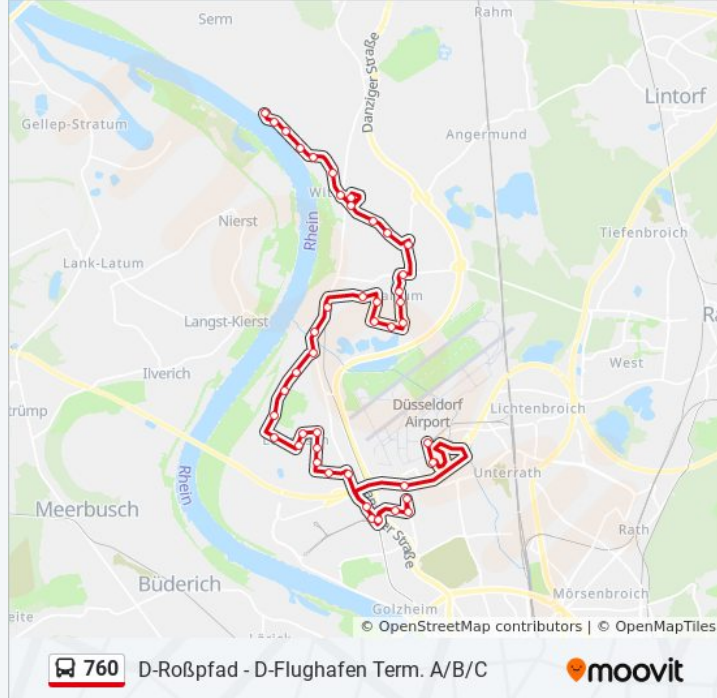 Serm
Rahm
Danziger Straße
Lintorf
Gellep-Stratum
Angermund
Nierst
Rhein
Tiefenbroich
Lank-Latum
Langst-Kierst
West
Ilverich
Düsseldorf
Airport
Lichtenbroich
Rhein
Unterrath
Meerbusch
Rath
Büderich
Mörsenbroich
Golzheim
© OpenStreetMap contributors | © OpenMapTiles
760 D-Roßpfad - D-Flughafen Term. A/B/C moovit